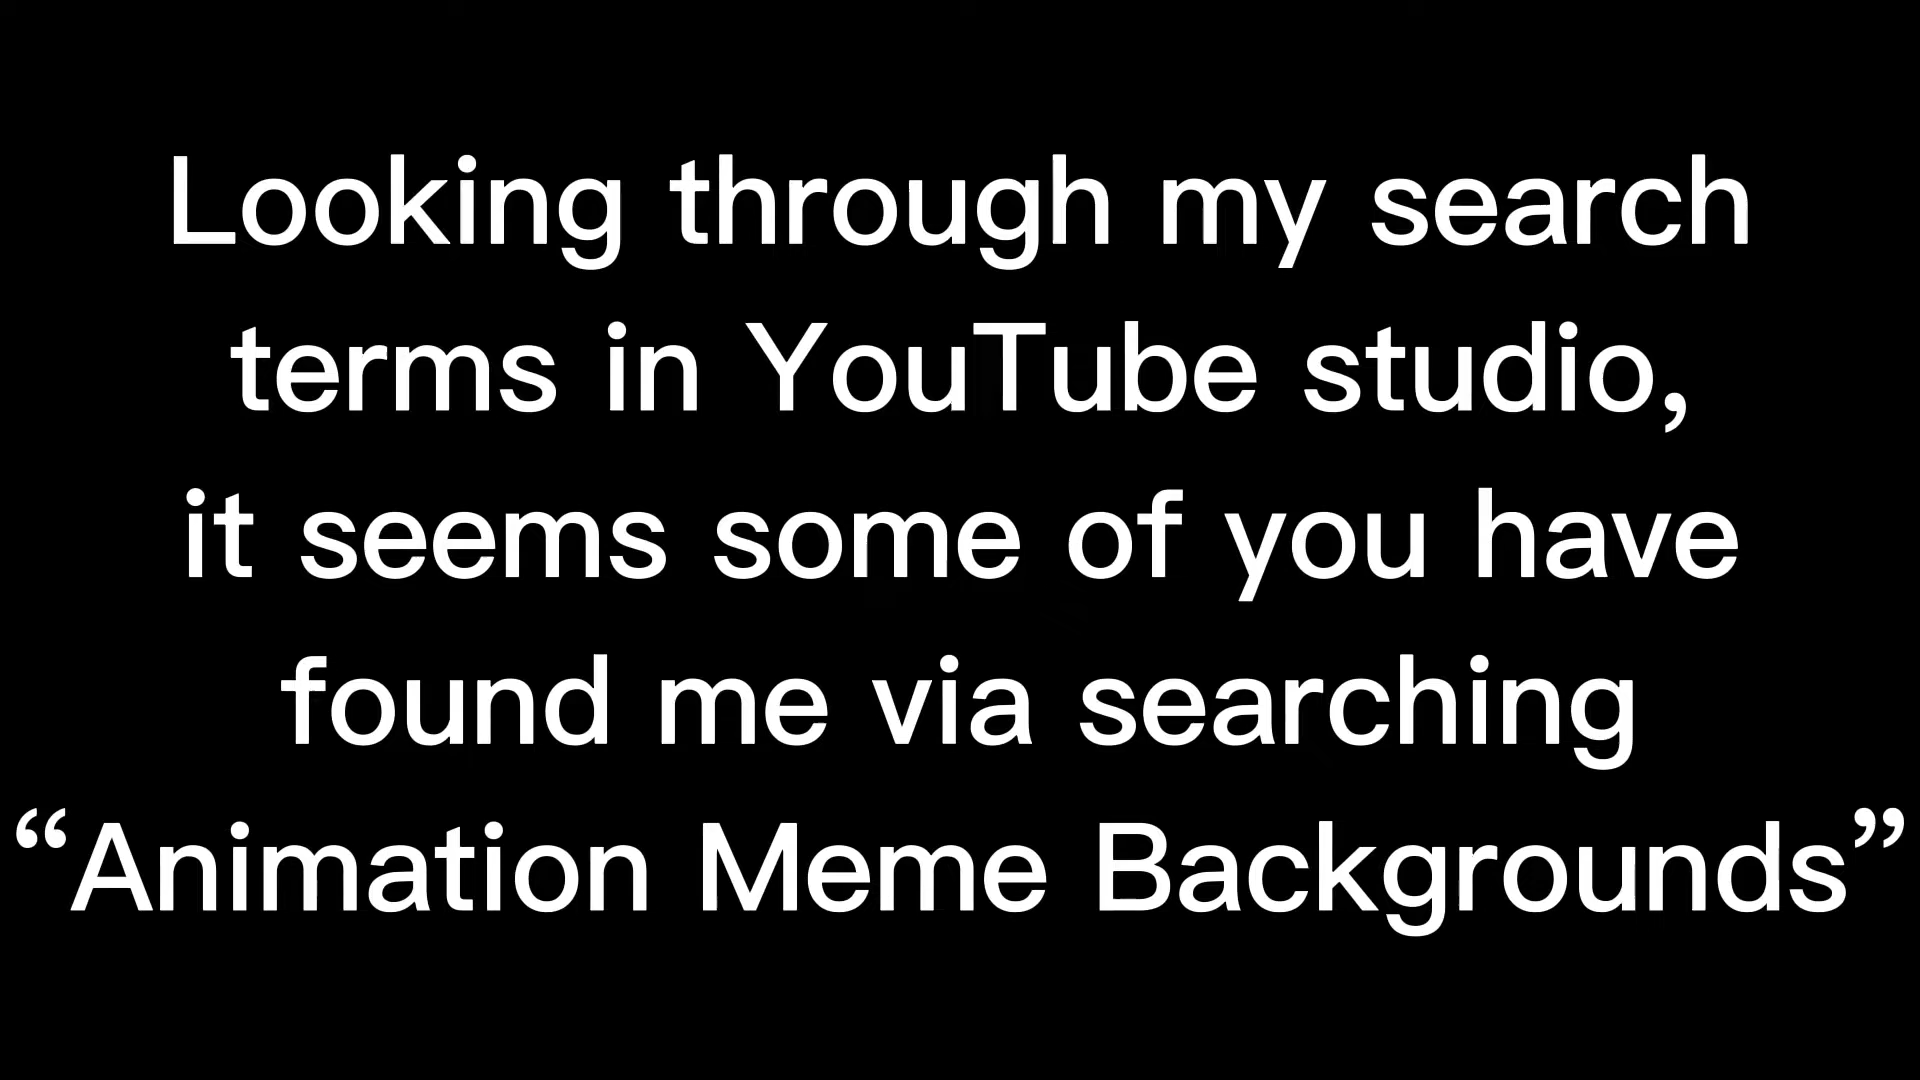 Looking through my search
terms in YouTube studio,
it seems some of you have
found me via searching
“Animation Meme Backgrounds”